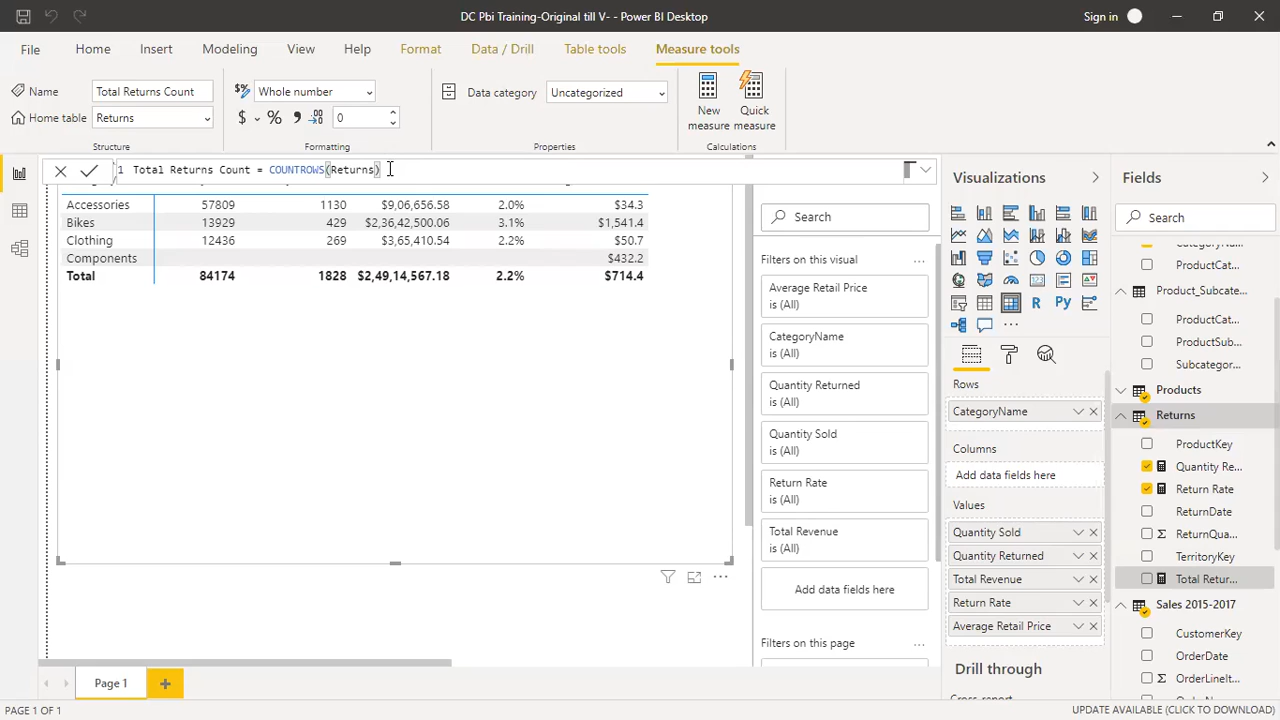 DC Pbi Training-Original till V- - Power BI Desktop
Sign in
File
Home
Insert
Modeling
View
Help
Format
Data / Drill
Table tools
Measure tools
Name
Total Returns Count
Home table
Returns
Structure
Whole number
$ % 9 .00 0
Formatting
Data category
Uncategorized
Properties
New measure
Quick measure
Calculations
1 Total Returns Count = COUNTROWS(Returns)
Accessories 57809 1130 $9,06,656.58 2.0% $34.3
Bikes 13929 429 $2,36,42,500.06 3.1% $1,541.4
Clothing 12436 269 $3,65,410.54 2.2% $50.7
Components $432.2
Total 84174 1828 $2,49,14,567.18 2.2% $714.4
Search
Filters on this visual
...
Average Retail Price
is (All)
CategoryName
is (All)
Quantity Returned
is (All)
Quantity Sold
is (All)
Return Rate
is (All)
Total Revenue
is (All)
Add data fields here
Filters on this page
...
Visualizations
R
Py
...
Rows
CategoryName
Columns
Add data fields here
Values
Quantity Sold
Quantity Returned
Total Revenue
Return Rate
Average Retail Price
Drill through
Fields
Search
ProductCat...
Product_Subcate...
ProductCat...
ProductSub...
Subcategor...
Products
Returns
ProductKey
Quantity Re...
Return Rate
ReturnDate
ReturnQua...
TerritoryKey
Total Retur...
Sales 2015-2017
CustomerKey
OrderDate
OrderLineIt...
Page 1
PAGE 1 OF 1
UPDATE AVAILABLE (CLICK TO DOWNLOAD)